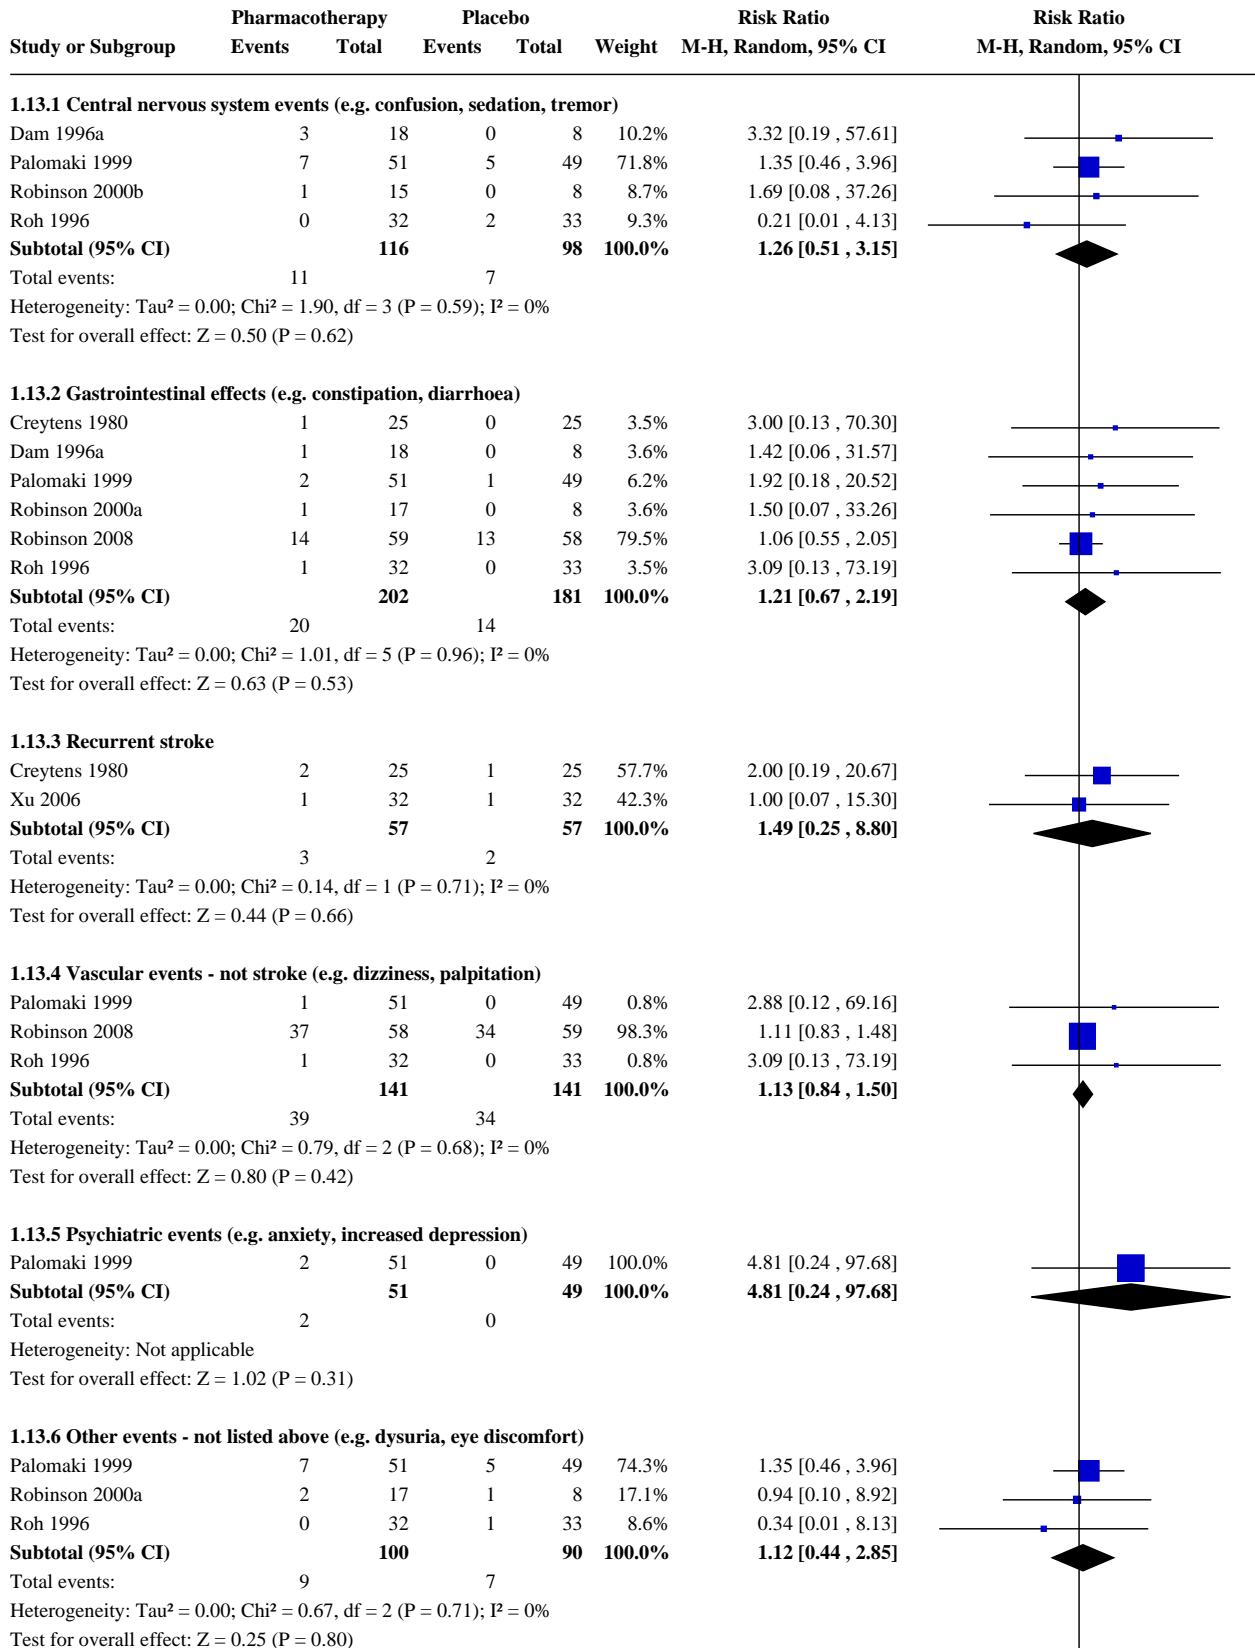 Pharmacotherapy Placebo Risk Ratio Risk Ratio
Study or Subgroup Events Total Events Total Weight M-H, Random, 95% CI M-H, Random, 95% CI
1.13.1 Central nervous system events (e.g. confusion, sedation, tremor)
Dam 1996a 3 18 0 8 10.2% 3.32 [0.19 , 57.61]
Palomaki 1999 7 51 5 49 71.8% 1.35 [0.46 , 3.96]
Robinson 2000b 1 15 0 8 8.7% 1.69 [0.08 , 37.26]
Roh 1996 0 32 2 33 9.3% 0.21 [0.01 , 4.13]
Subtotal (95% CI) 116 98 100.0% 1.26 [0.51 , 3.15]
Total events: 11 7
Heterogeneity: Tau² = 0.00; Chi² = 1.90, df = 3 (P = 0.59); I² = 0%
Test for overall effect: Z = 0.50 (P = 0.62)
1.13.2 Gastrointestinal effects (e.g. constipation, diarrhoea)
Creytens 1980 1 25 0 25 3.5% 3.00 [0.13 , 70.30]
Dam 1996a 1 18 0 8 3.6% 1.42 [0.06 , 31.57]
Palomaki 1999 2 51 1 49 6.2% 1.92 [0.18 , 20.52]
Robinson 2000a 1 17 0 8 3.6% 1.50 [0.07 , 33.26]
Robinson 2008 14 59 13 58 79.5% 1.06 [0.55 , 2.05]
Roh 1996 1 32 0 33 3.5% 3.09 [0.13 , 73.19]
Subtotal (95% CI) 202 181 100.0% 1.21 [0.67 , 2.19]
Total events: 20 14
Heterogeneity: Tau² = 0.00; Chi² = 1.01, df = 5 (P = 0.96); I² = 0%
Test for overall effect: Z = 0.63 (P = 0.53)
1.13.3 Recurrent stroke
Creytens 1980 2 25 1 25 57.7% 2.00 [0.19 , 20.67]
Xu 2006 1 32 1 32 42.3% 1.00 [0.07 , 15.30]
Subtotal (95% CI) 57 57 100.0% 1.49 [0.25 , 8.80]
Total events: 3 2
Heterogeneity: Tau² = 0.00; Chi² = 0.14, df = 1 (P = 0.71); I² = 0%
Test for overall effect: Z = 0.44 (P = 0.66)
1.13.4 Vascular events - not stroke (e.g. dizziness, palpitation)
Palomaki 1999 1 51 0 49 0.8% 2.88 [0.12 , 69.16]
Robinson 2008 37 58 34 59 98.3% 1.11 [0.83 , 1.48]
Roh 1996 1 32 0 33 0.8% 3.09 [0.13 , 73.19]
Subtotal (95% CI) 141 141 100.0% 1.13 [0.84 , 1.50]
Total events: 39 34
Heterogeneity: Tau² = 0.00; Chi² = 0.79, df = 2 (P = 0.68); I² = 0%
Test for overall effect: Z = 0.80 (P = 0.42)
1.13.5 Psychiatric events (e.g. anxiety, increased depression)
Palomaki 1999 2 51 0 49 100.0% 4.81 [0.24 , 97.68]
Subtotal (95% CI) 51 49 100.0% 4.81 [0.24 , 97.68]
Total events: 2 0
Heterogeneity: Not applicable
Test for overall effect: Z = 1.02 (P = 0.31)
1.13.6 Other events - not listed above (e.g. dysuria, eye discomfort)
Palomaki 1999 7 51 5 49 74.3% 1.35 [0.46 , 3.96]
Robinson 2000a 2 17 1 8 17.1% 0.94 [0.10 , 8.92]
Roh 1996 0 32 1 33 8.6% 0.34 [0.01 , 8.13]
Subtotal (95% CI) 100 90 100.0% 1.12 [0.44 , 2.85]
Total events: 9 7
Heterogeneity: Tau² = 0.00; Chi² = 0.67, df = 2 (P = 0.71); I² = 0%
Test for overall effect: Z = 0.25 (P = 0.80)